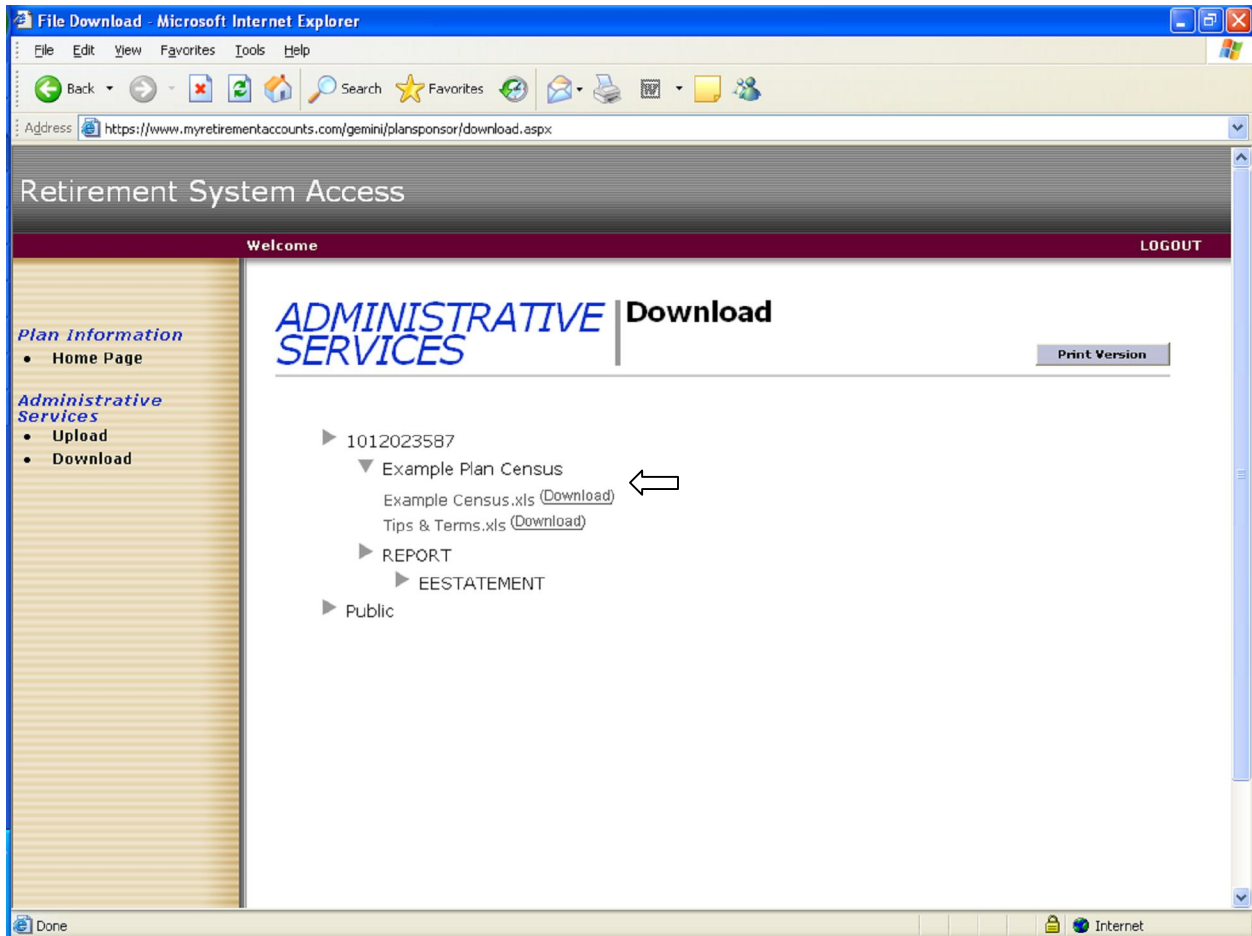 File Download - Microsoft Internet Explorer
File Edit View Favorites Tools Help
Back Search Favorites
Address https://www.myretirementaccounts.com/gemini/plansponsor/download.aspx
Retirement System Access
Welcome LOGOUT
Plan Information
• Home Page
Administrative
Services
• Upload
• Download
ADMINISTRATIVE
SERVICES
Download
Print Version
1012023587
Example Plan Census
Example Census.xls (Download)
Tips & Terms.xls (Download)
REPORT
EESTATEMENT
Public
Done Internet